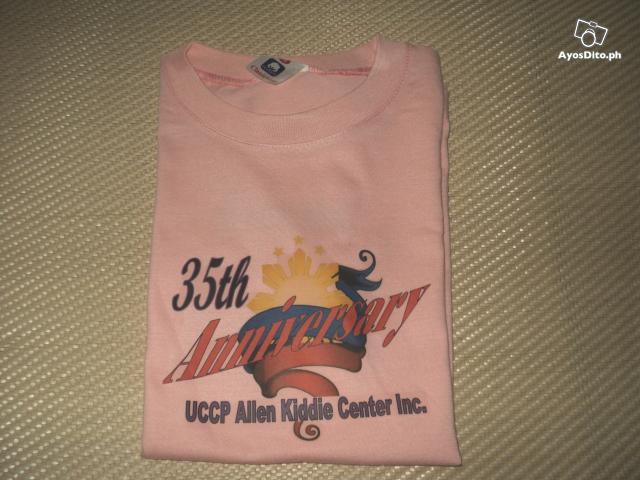 AyosDito.ph
35th
Anniversary
UCCP Allen Kiddie Center Inc.